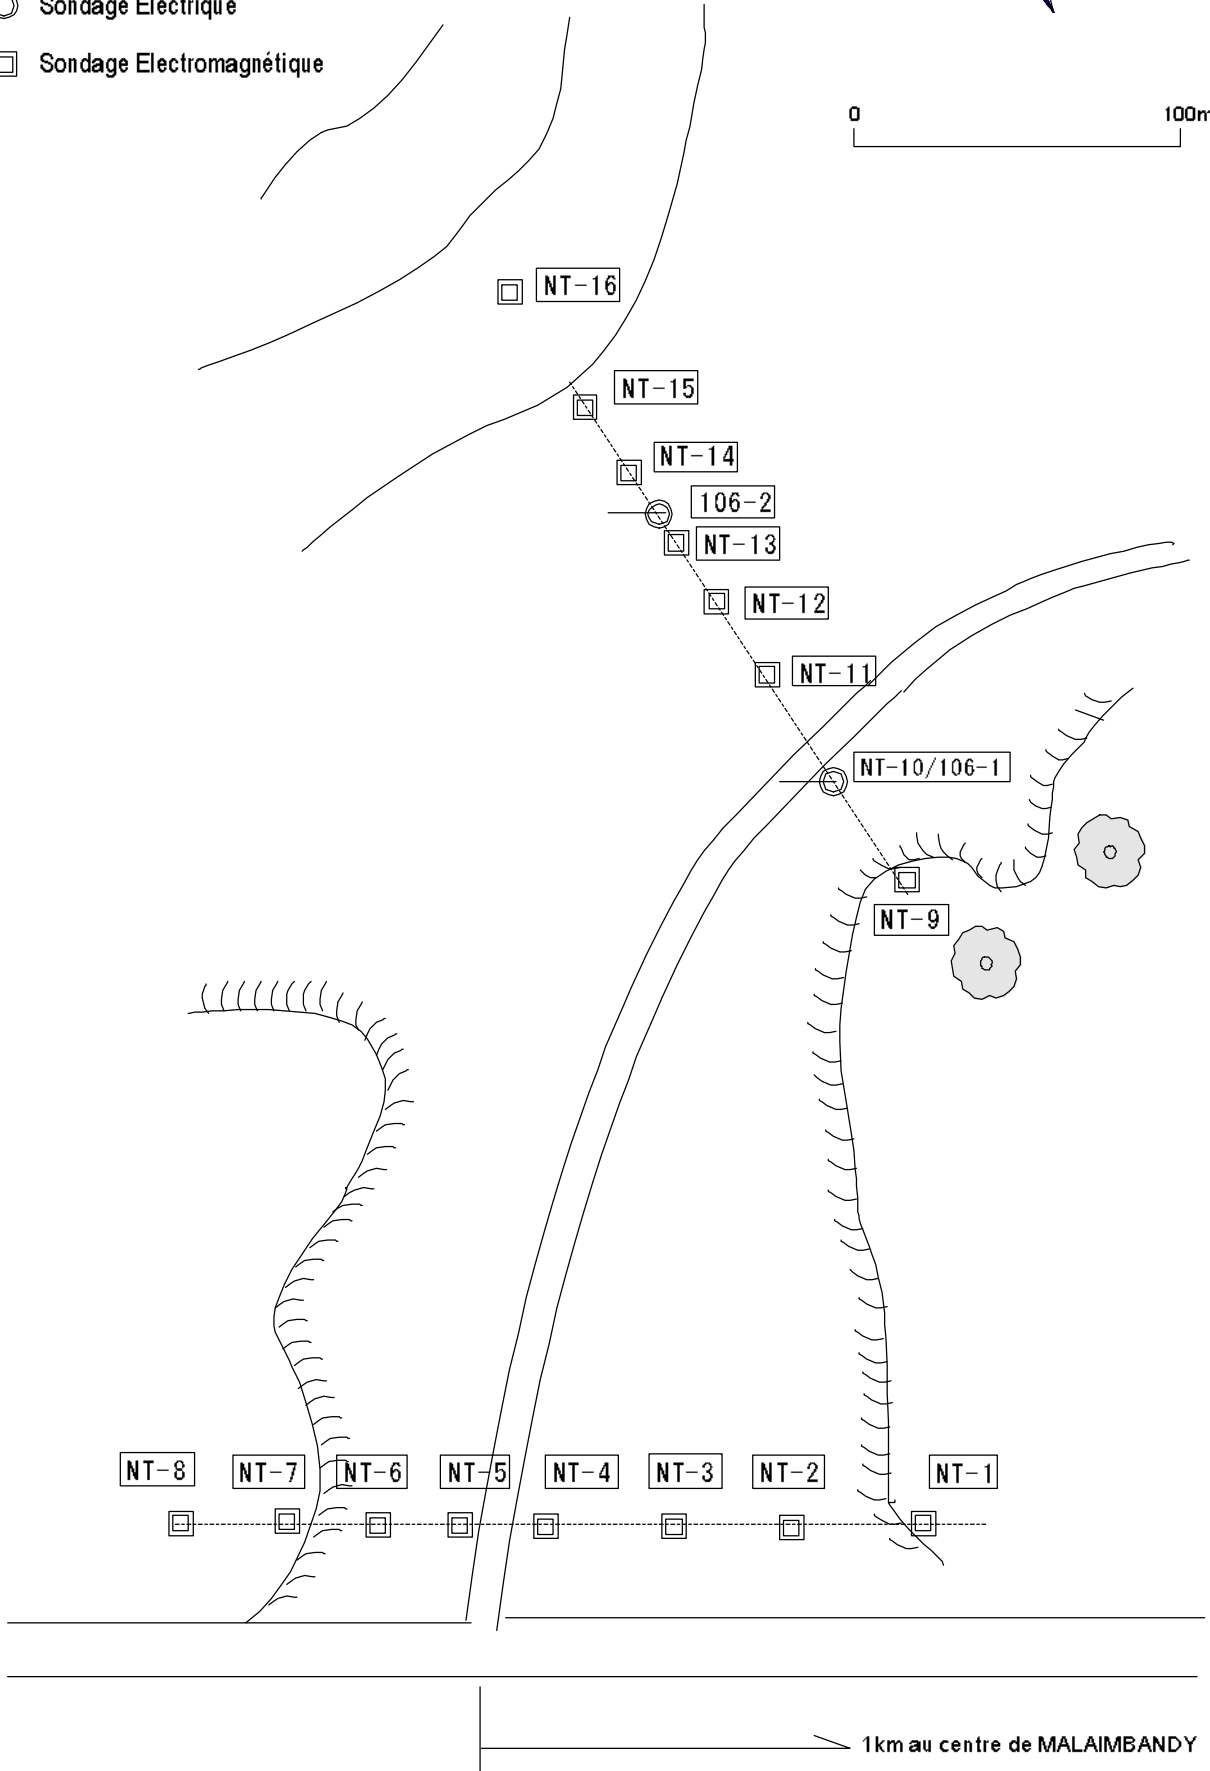 Sondage Electrique
Sondage Electromagnétique
0 100m
NT-16
NT-15
NT-14
106-2
NT-13
NT-12
NT-11
NT-10/106-1
NT-9
NT-8 NT-7 NT-6 NT-5 NT-4 NT-3 NT-2 NT-1
1km au centre de MALAIMBANDY